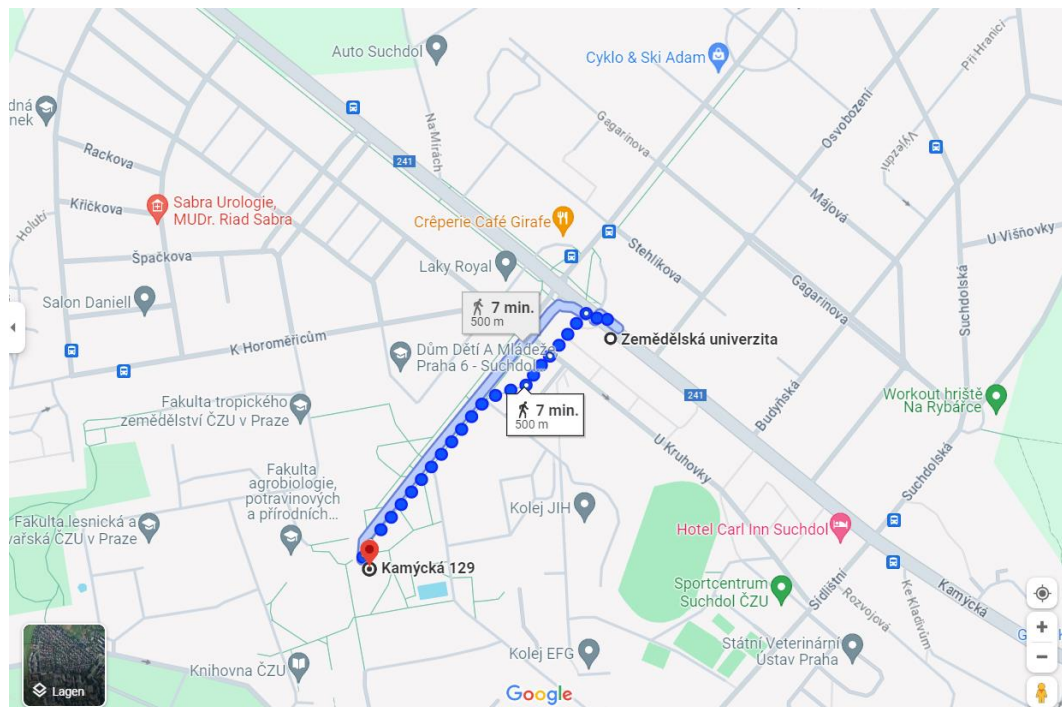 Auto Suchdol
Cyklo & Ski Adam
Při Hranici
dná
nek
Rackova
Na Mírách
241
Gagarinova
Osvobození
Výjezdní
Křičkova
Sabra Urologie,
MUDr. Riad Sabra
Holubí
Crêperie Café Girafe
Májová
U Višňovky
Špačkova
Laky Royal
Stehlíkova
Gagarinova
Suchdolská
Salon Daniell
7 min.
500 m
K Horoměřicům
Zemědělská univerzita
Dům Dětí A Mládeže
Praha 6 - Suchdol
241
Budyňská
Workout hřiště
Na Rybářce
Fakulta tropického
zemědělství ČZU v Praze
7 min.
500 m
U Kruhovky
Suchdolská
Fakulta
agrobiologie,
potravinových
a přírodních...
Kolej JIH
Fakulta lesnická a
vařská ČZU v Praze
Hotel Carl Inn Suchdol
Kamýcká 129
Sportcentrum
Suchdol ČZU
Sídlištní
Rozvojová
Ke Kladivům
Kamýcká
G
Státní Veterinární
Ústav Praha
Kolej EFG
Knihovna ČZU
Lagen
Google